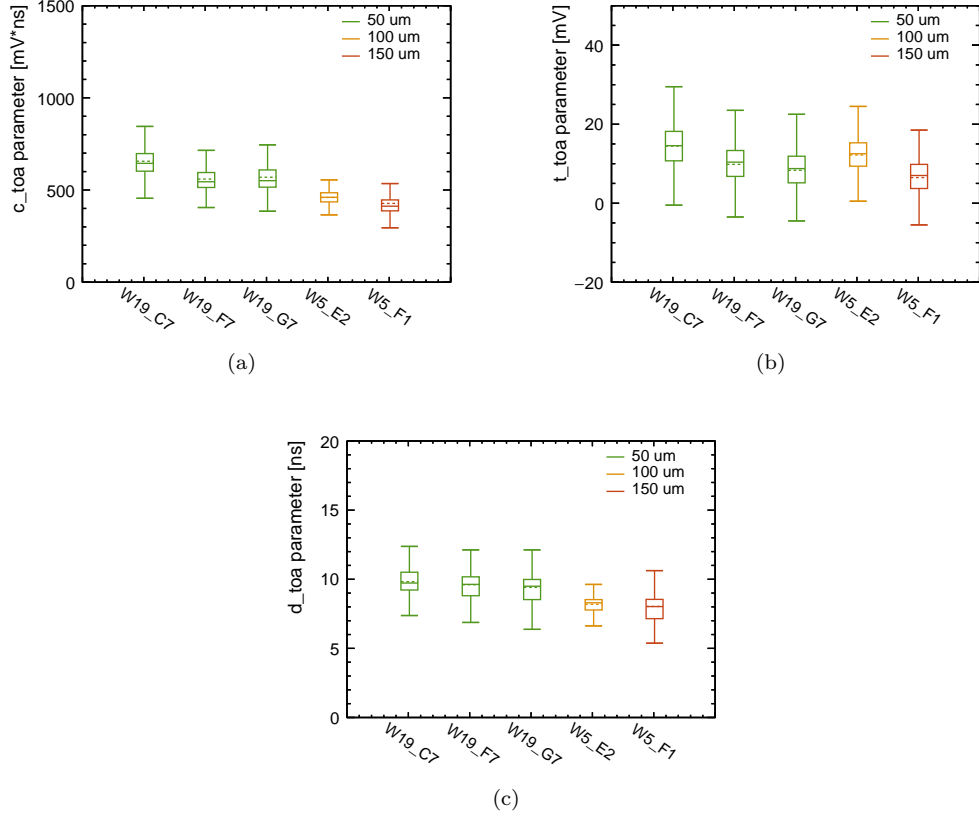 c_toa parameter [mV*ns]
1500
1000
500
0
50 um
100 um
150 um
W19_C7
W19_F7
W19_G7
W5_E2
W5_F1
(a)
t_toa parameter [mV]
40
20
0
−20
50 um
100 um
150 um
W19_C7
W19_F7
W19_G7
W5_E2
W5_F1
(b)
d_toa parameter [ns]
20
15
10
5
0
50 um
100 um
150 um
W19_C7
W19_F7
W19_G7
W5_E2
W5_F1
(c)